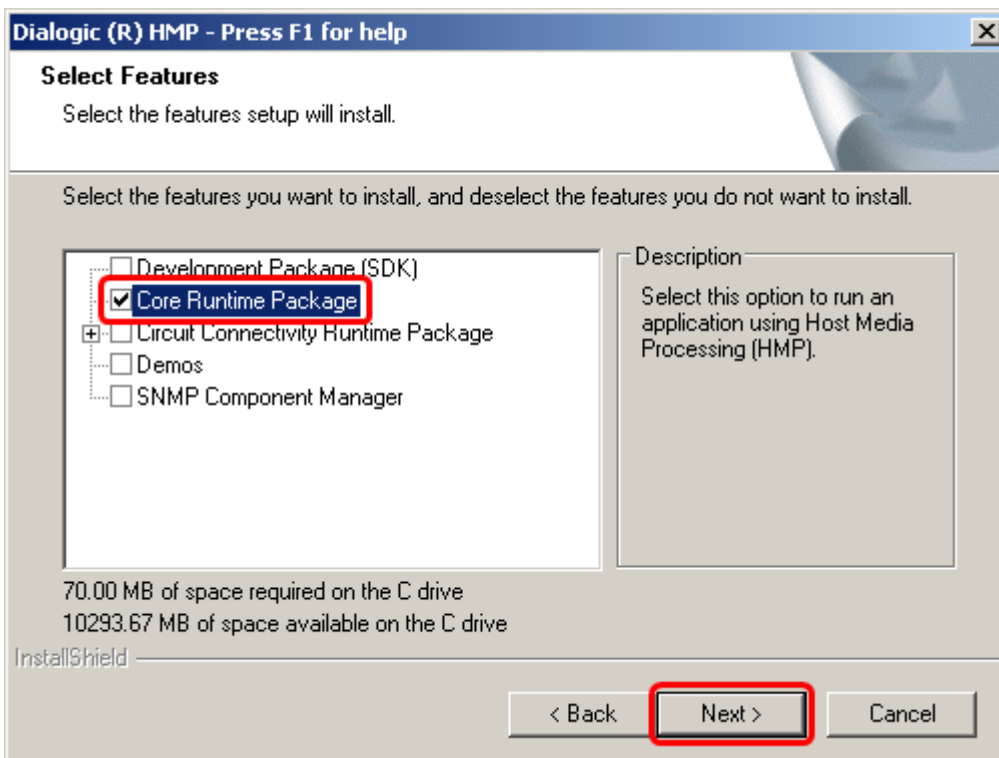 Dialogic (R) HMP - Press F1 for help
Select Features
Select the features setup will install.
Select the features you want to install, and deselect the features you do not want to install.
Development Package (SDK)
Core Runtime Package
Circuit Connectivity Runtime Package
Demos
SNMP Component Manager
Description
Select this option to run an
application using Host Media
Processing (HMP).
70.00 MB of space required on the C drive
10293.67 MB of space available on the C drive
InstallShield
< Back
Next >
Cancel